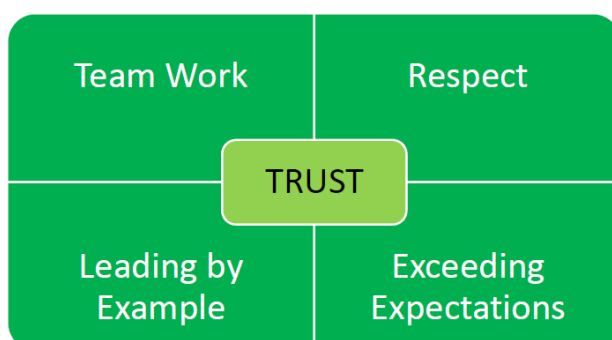 Team Work
Respect
TRUST
Leading by
Example
Exceeding
Expectations